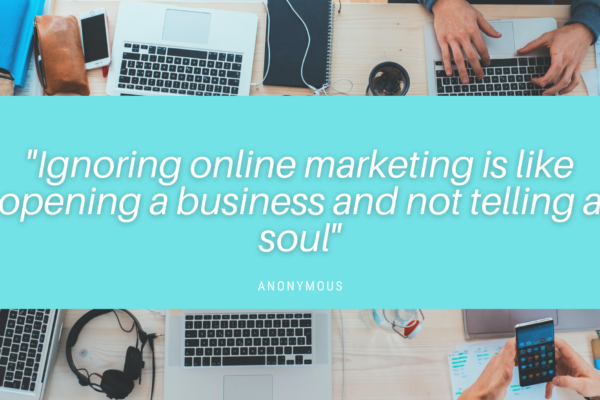 "Ignoring online marketing is like
opening a business and not telling a
soul"
ANONYMOUS